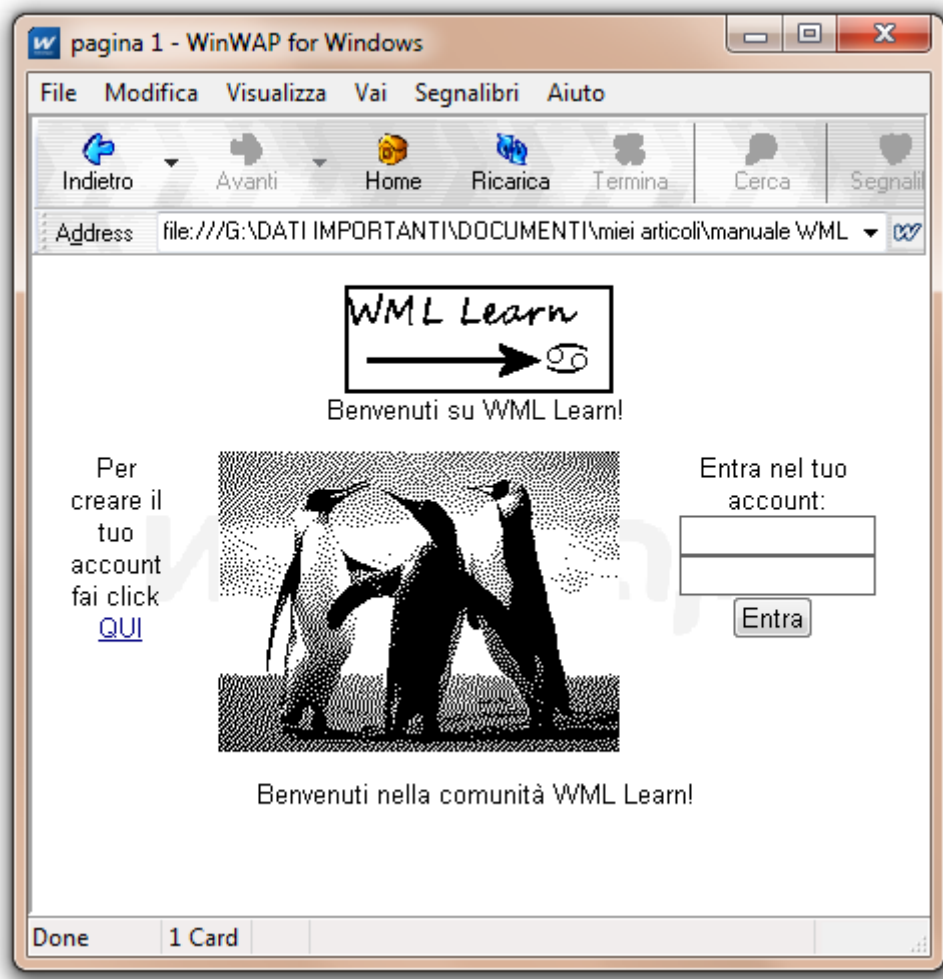 pagina 1 - WinWAP for Windows
File Modifica Visualizza Vai Segnalibri Aiuto
Indietro Avanti Home Ricarica Termina Cerca Segnalil
Address file:///G:\DATI IMPORTANTI\DOCUMENTI\miei articoli\manuale WML
WML Learn
Benvenuti su WML Learn!
Per
creare il
tuo
account
fai click
QUI
Entra nel tuo
account:
Entra
Benvenuti nella comunità WML Learn!
Done 1 Card